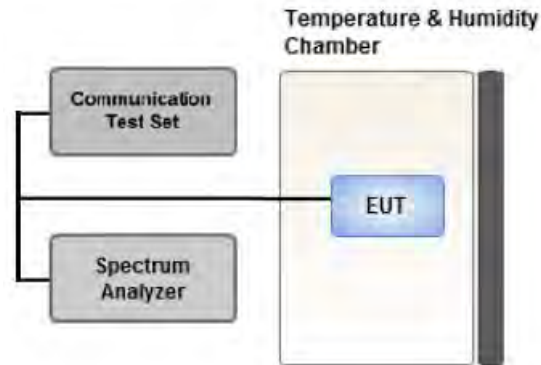 Temperature & Humidity
Chamber
Communication
Test Set
EUT
Spectrum
Analyzer